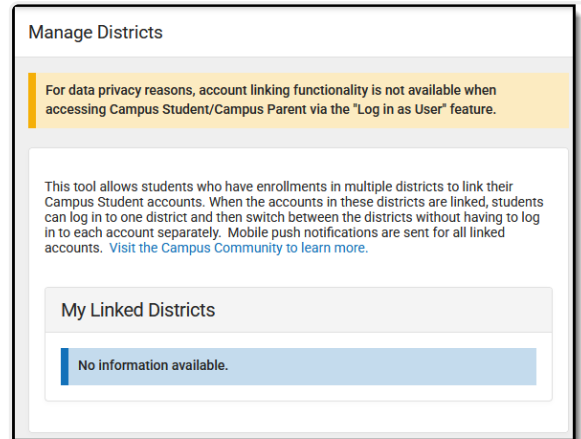 Manage Districts
For data privacy reasons, account linking functionality is not available when
accessing Campus Student/Campus Parent via the "Log in as User" feature.
This tool allows students who have enrollments in multiple districts to link their
Campus Student accounts. When the accounts in these districts are linked, students
can log in to one district and then switch between the districts without having to log
in to each account separately. Mobile push notifications are sent for all linked
accounts. Visit the Campus Community to learn more.
My Linked Districts
No information available.